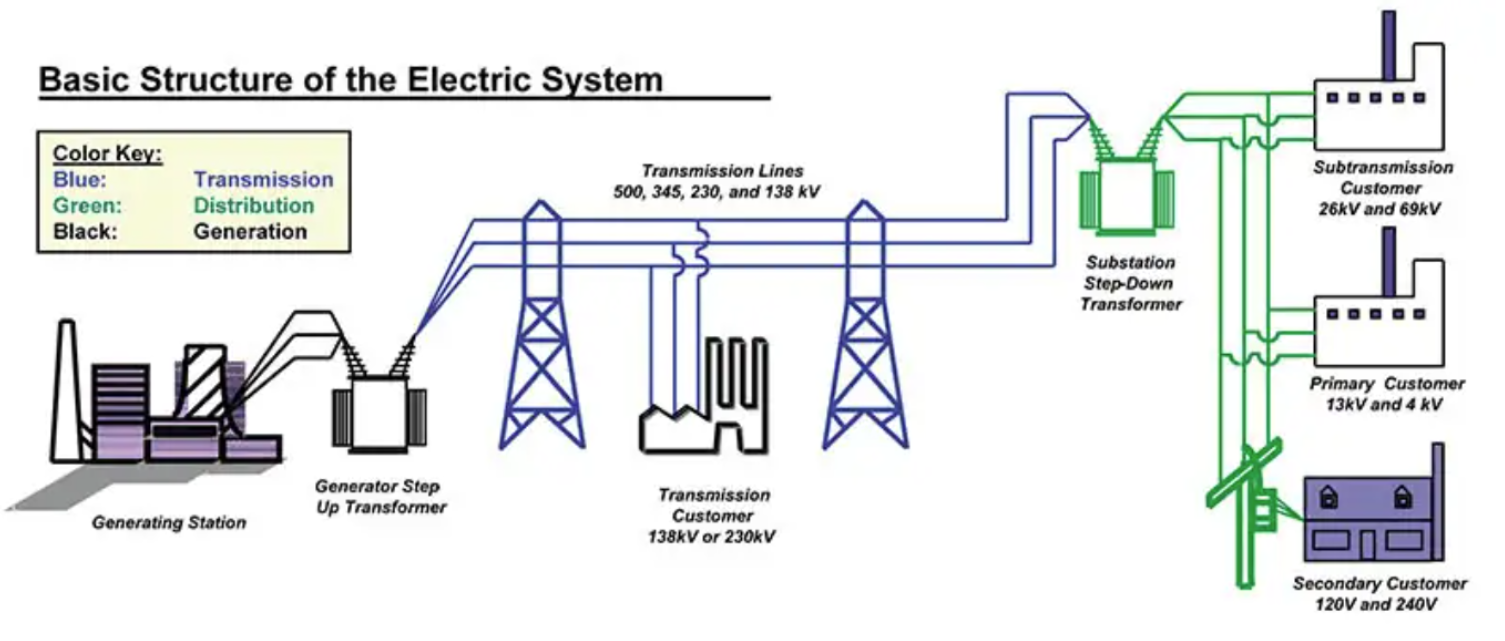 Basic Structure of the Electric System
Color Key:
Blue: Transmission
Green: Distribution
Black: Generation
Transmission Lines
500, 345, 230, and 138 kV
Generating Station
Generator Step
Up Transformer
Transmission
Customer
138kV or 230kV
Substation
Step-Down
Transformer
Subtransmission
Customer
26kV and 69kV
Primary Customer
13kV and 4 kV
Secondary Customer
120V and 240V